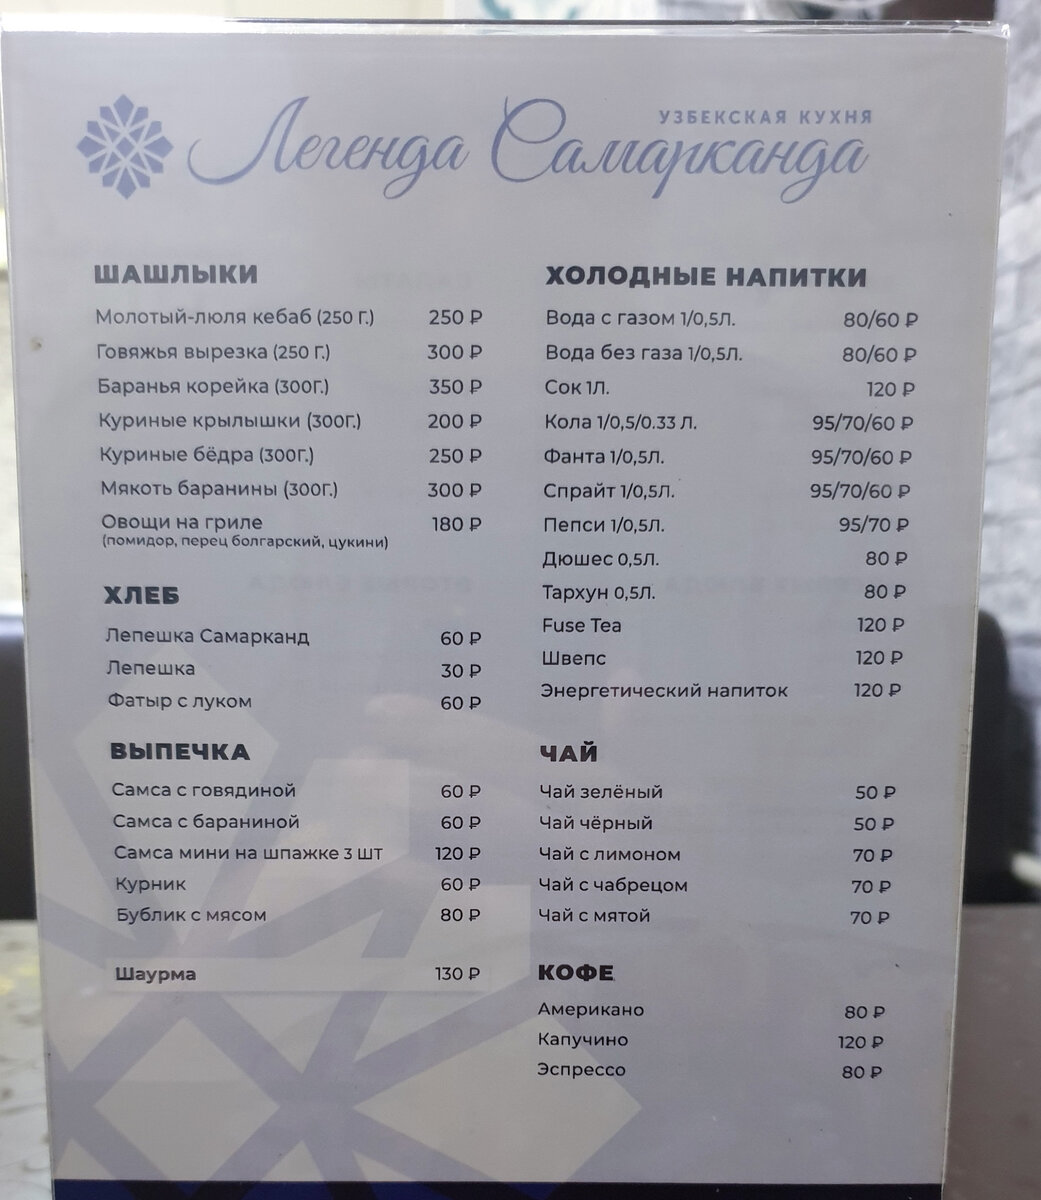 УЗБЕКСКАЯ КУХНЯ
Легенда Самарканда
ШАШЛЫКИ
Молотый-люля кебаб (250 Г.) 250 ₽
Говяжья вырезка (250 Г.) 300 ₽
Баранья корейка (300Г.) 350 ₽
Куриные крылышки (300Г.) 200 ₽
Куриные бёдра (300Г.) 250 ₽
Мякоть баранины (300Г.) 300 ₽
Овощи на гриле 180 ₽
(помидор, перец болгарский, цукини)
ХЛЕБ
Лепешка Самарканд 60 ₽
Лепешка 30 ₽
Фатыр с луком 60 ₽
ВЫПЕЧКА
Самса с говядиной 60 ₽
Самса с бараниной 60 ₽
Самса мини на шпажке 3 ШТ 120 ₽
Курник 60 ₽
Бублик с мясом 80 ₽
Шаурма 130 ₽
ХОЛОДНЫЕ НАПИТКИ
Вода с газом 1/0,5Л. 80/60 ₽
Вода без газа 1/0,5Л. 80/60 ₽
Сок 1Л. 120 ₽
Кола 1/0,5/0.33 Л. 95/70/60 ₽
Фанта 1/0,5Л. 95/70/60 ₽
Спрайт 1/0,5Л. 95/70/60 ₽
Пепси 1/0,5Л. 95/70 ₽
Дюшес 0,5Л. 80 ₽
Тархун 0,5Л. 80 ₽
Fuse Tea 120 ₽
Швепс 120 ₽
Энергетический напиток 120 ₽
ЧАЙ
Чай зелёный 50 ₽
Чай чёрный 50 ₽
Чай с лимоном 70 ₽
Чай с чабрецом 70 ₽
Чай с мятой 70 ₽
КОФЕ
Американо 80 ₽
Капучино 120 ₽
Эспрессо 80 ₽